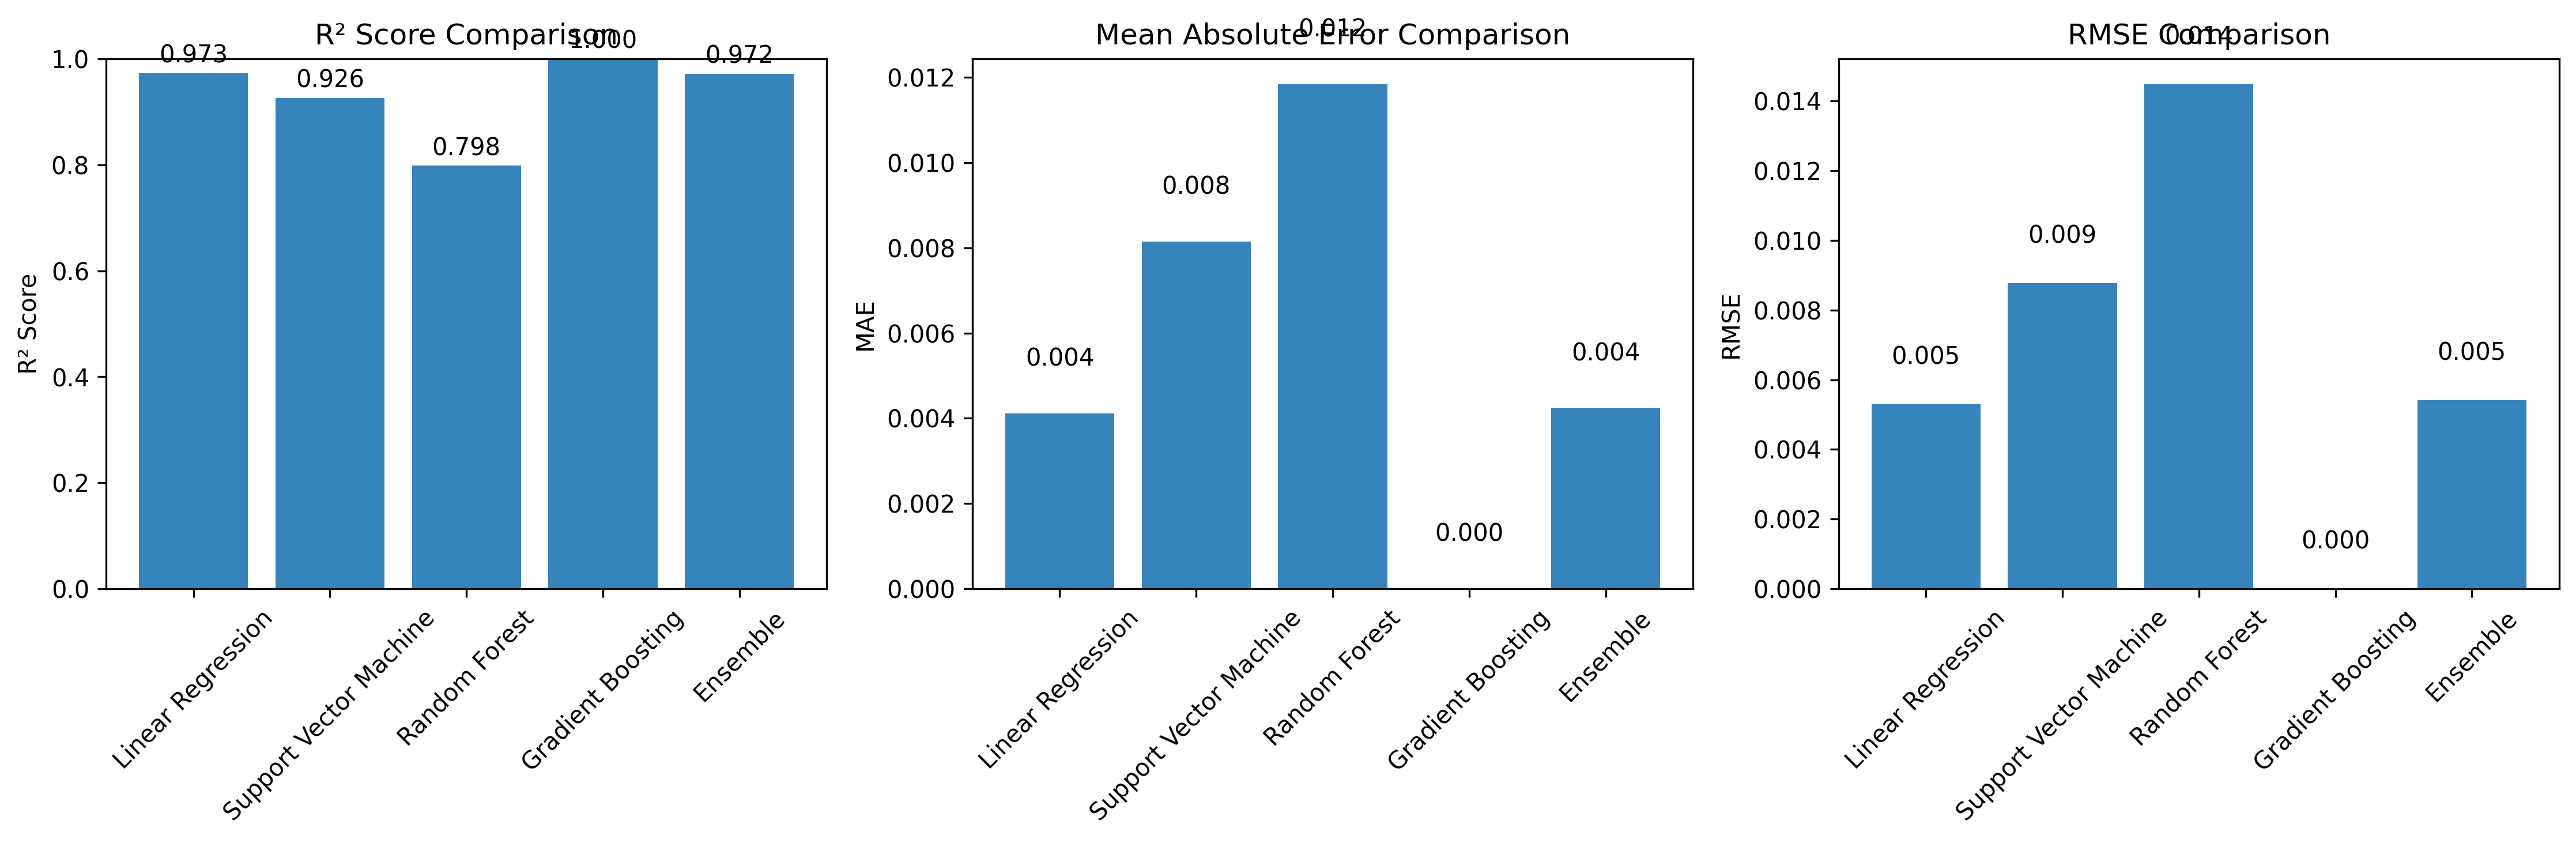 R² Score Comparison
R² Score
1.0
0.8
0.6
0.4
0.2
0.0
0.973
0.926
0.798
1.000
0.972
Linear Regression
Support Vector Machine
Random Forest
Gradient Boosting
Ensemble
Mean Absolute Error Comparison
MAE
0.012
0.010
0.008
0.006
0.004
0.002
0.000
0.004
0.008
0.012
0.000
0.004
Linear Regression
Support Vector Machine
Random Forest
Gradient Boosting
Ensemble
RMSE Comparison
RMSE
0.014
0.012
0.010
0.008
0.006
0.004
0.002
0.000
0.005
0.009
0.014
0.000
0.005
Linear Regression
Support Vector Machine
Random Forest
Gradient Boosting
Ensemble